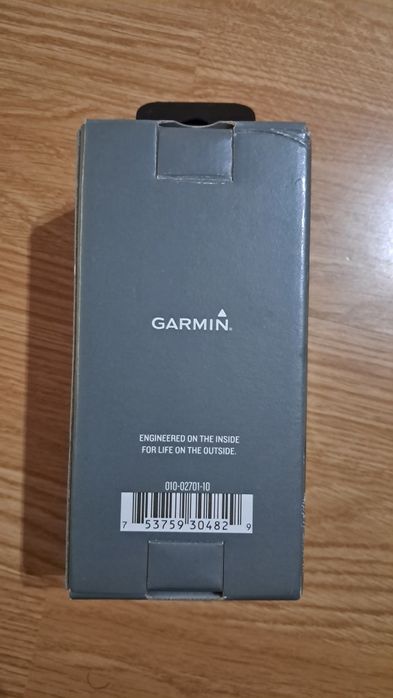 GARMIN
ENGINEERED ON THE INSIDE
FOR LIFE ON THE OUTSIDE.
010-02701-10
7 53759 30482 9